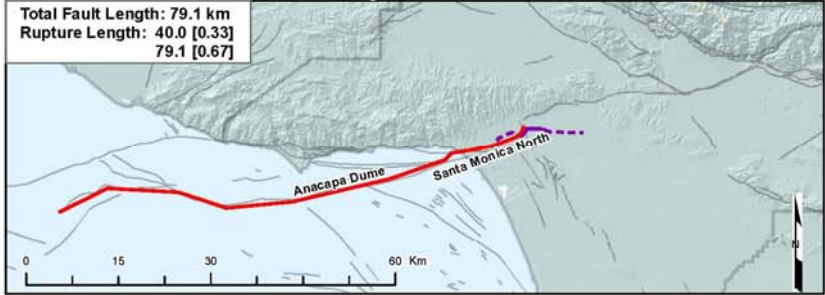 Total Fault Length: 79.1 km
Rupture Length: 40.0 [0.33]
79.1 [0.67]
Anacapa Dume
Santa Monica North
0 15 30 60 Km
N